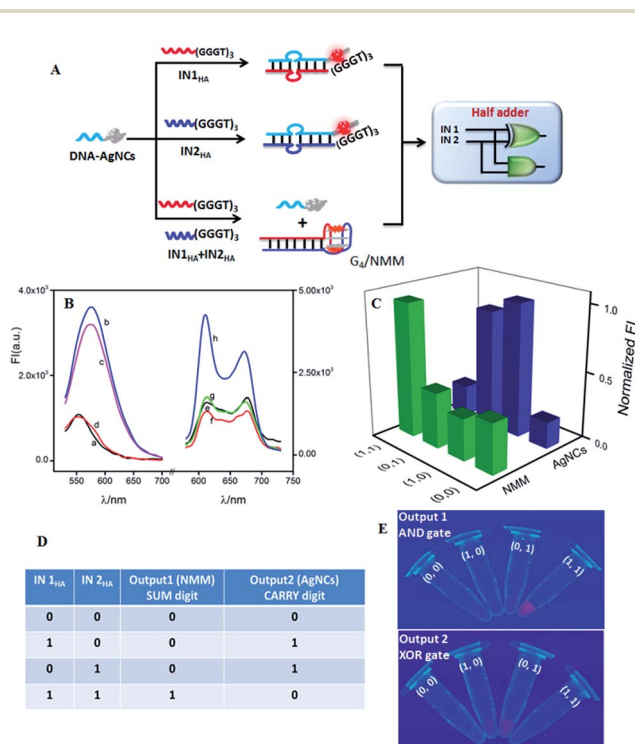 A
(GGGT)3
IN1HA
(GGGT)3
DNA-AgNCs
(GGGT)3
IN2HA
(GGGT)3
(GGGT)3
(GGGT)3
IN1HA+IN2HA
+
G4/NMM
Half adder
IN 1
IN 2
B
4.0x10³
2.0x10³
0.0
FI(a.u.)
5.00x10³
2.50x10³
0.00
b
c
d
a
h
g
e
f
550 600 650 700 600 650 700 750
λ/nm
λ/nm
C
1.0
0.5
0.0
Normalized FI
(1,1)
(0,1)
(1,0)
(0,0)
NMM
AgNCs
D
IN 1HA IN 2HA Output1 (NMM) Output2 (AgNCs)
SUM digit CARRY digit
0 0 0 0
1 0 0 1
0 1 0 1
1 1 1 0
E
Output 1
AND gate
(0, 0)
(1, 0)
(0, 1)
(1, 1)
Output 2
XOR gate
(0, 0)
(1, 0)
(0, 1)
(1, 1)